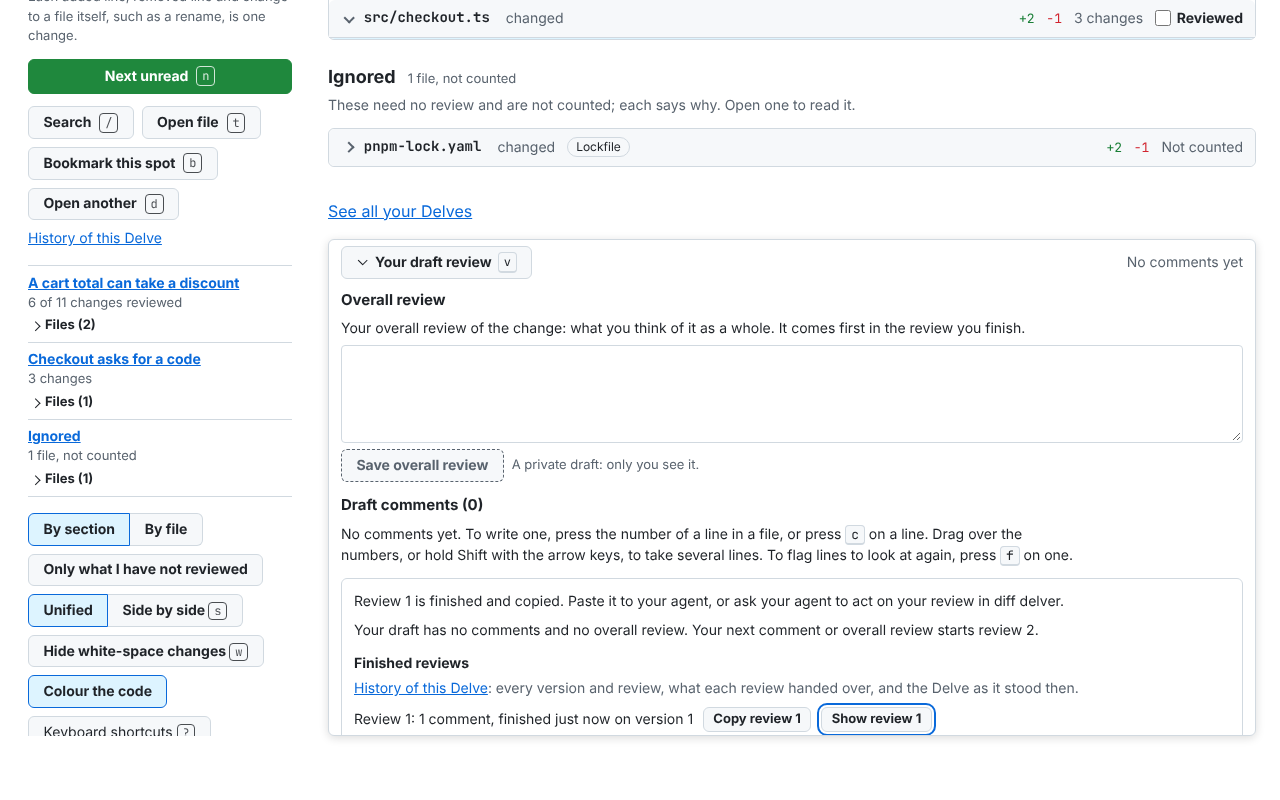 Each added line, removed line and change
to a file itself, such as a rename, is one
change.
Next unread n
Search /
Open file t
Bookmark this spot b
Open another d
History of this Delve
A cart total can take a discount
6 of 11 changes reviewed
Files (2)
Checkout asks for a code
3 changes
Files (1)
Ignored
1 file, not counted
Files (1)
By section
By file
Only what I have not reviewed
Unified
Side by side s
Hide white-space changes w
Colour the code
Keyboard shortcuts ?
src/checkout.ts changed +2 -1 3 changes Reviewed
Ignored 1 file, not counted
These need no review and are not counted; each says why. Open one to read it.
pnpm-lock.yaml changed Lockfile +2 -1 Not counted
See all your Delves
Your draft review v No comments yet
Overall review
Your overall review of the change: what you think of it as a whole. It comes first in the review you finish.
Save overall review A private draft: only you see it.
Draft comments (0)
No comments yet. To write one, press the number of a line in a file, or press c on a line. Drag over the
numbers, or hold Shift with the arrow keys, to take several lines. To flag lines to look at again, press f on one.
Review 1 is finished and copied. Paste it to your agent, or ask your agent to act on your review in diff delver.
Your draft has no comments and no overall review. Your next comment or overall review starts review 2.
Finished reviews
History of this Delve: every version and review, what each review handed over, and the Delve as it stood then.
Review 1: 1 comment, finished just now on version 1 Copy review 1 Show review 1